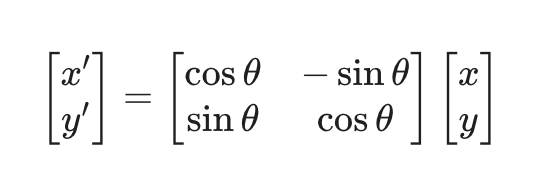 [x′ y′] = [cos θ − sin θ; sin θ cos θ] [x y]